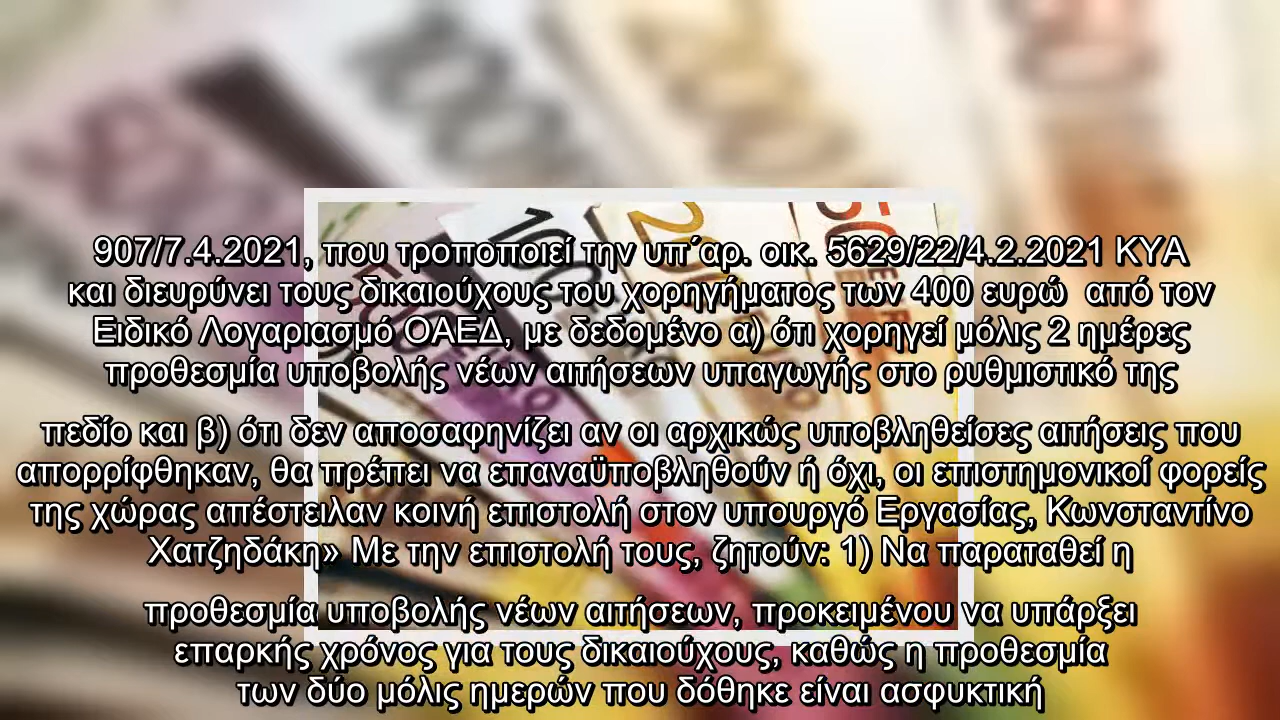 907/7.4.2021, που τροποποιεί την υπ΄αρ. οικ. 5629/22/4.2.2021 ΚΥΑ
και διευρύνει τους δικαιούχους του χορηγήματος των 400 ευρώ  από τον
Ειδικό Λογαριασμό ΟΑΕΔ, με δεδομένο α) ότι χορηγεί μόλις 2 ημέρες
προθεσμία υποβολής νέων αιτήσεων υπαγωγής στο ρυθμιστικό της
πεδίο και β) ότι δεν αποσαφηνίζει αν οι αρχικώς υποβληθείσες αιτήσεις που
απορρίφθηκαν, θα πρέπει να επαναϋποβληθούν ή όχι, οι επιστημονικοί φορείς
της χώρας απέστειλαν κοινή επιστολή στον υπουργό Εργασίας, Κωνσταντίνο
Χατζηδάκη» Με την επιστολή τους, ζητούν: 1) Να παραταθεί η
προθεσμία υποβολής νέων αιτήσεων, προκειμένου να υπάρξει
επαρκής χρόνος για τους δικαιούχους, καθώς η προθεσμία
των δύο μόλις ημερών που δόθηκε είναι ασφυκτική